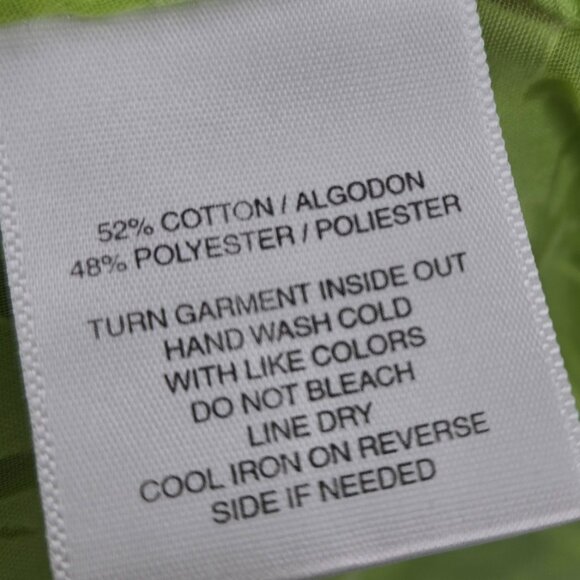 52% COTTON / ALGODON
48% POLYESTER / POLIESTER
TURN GARMENT INSIDE OUT
HAND WASH COLD
WITH LIKE COLORS
DO NOT BLEACH
LINE DRY
COOL IRON ON REVERSE
SIDE IF NEEDED